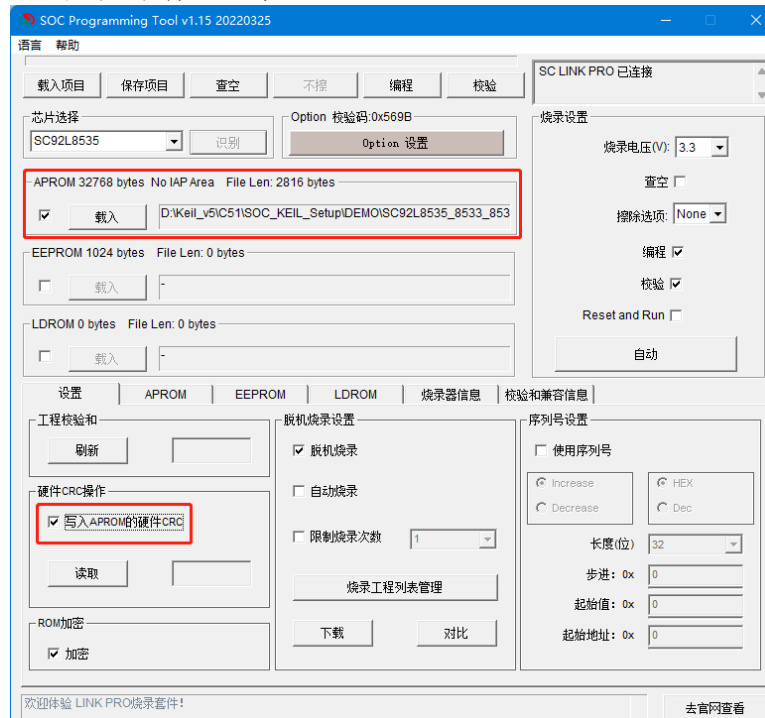 SOC Programming Tool v1.15 20220325
语言 帮助
载入项目 保存项目 查空 不擦 编程 校验
SC LINK PRO 已连接
芯片选择
SC92L8535 识别
Option 校验码:0x569B
Option 设置
烧录设置
烧录电压(V): 3.3
查空
擦除选项: None
编程
校验
Reset and Run
自动
APROM 32768 bytes No IAP Area File Len: 2816 bytes
载入 D:\Keil_v5\C51\SOC_KEIL_Setup\DEMO\SC92L8535_8533_853
EEPROM 1024 bytes File Len: 0 bytes
载入 -
LDROM 0 bytes File Len: 0 bytes
载入 -
设置 APROM EEPROM LDROM 烧录器信息 校验和兼容信息
工程校验和
刷新
硬件CRC操作
写入APROM的硬件CRC
读取
ROM加密
加密
脱机烧录设置
脱机烧录
自动烧录
限制烧录次数 1
烧录工程列表管理
下载 对比
序列号设置
使用序列号
Increase HEX
Decrease Dec
长度(位) 32
步进: 0x 0
起始值: 0x 0
起始地址: 0x 0
欢迎体验 LINK PRO烧录套件!
去官网查看